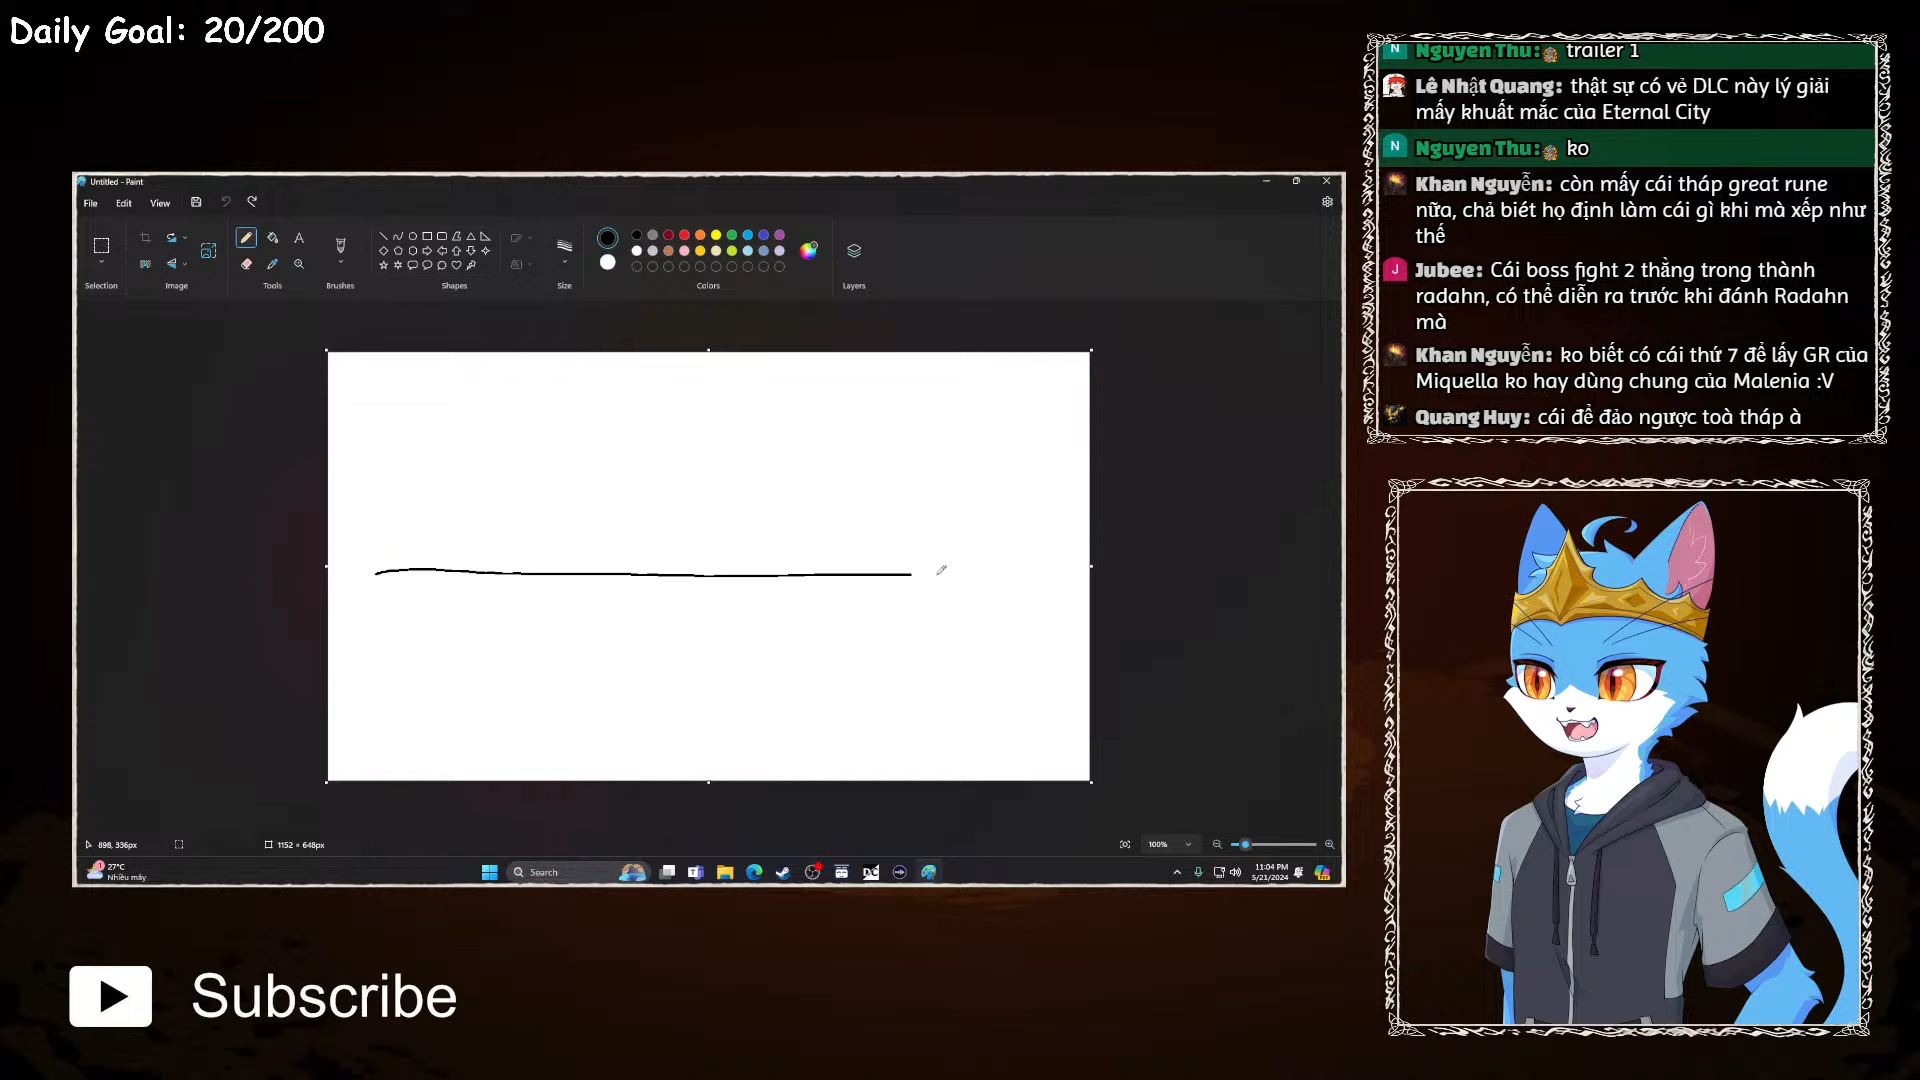 Daily Goal: 20/200
N Nguyen Thu: trailer 1
Lê Nhật Quang: thật sự có vẻ DLC này lý giải
mấy khuất mắc của Eternal City
N Nguyen Thu: ko
Khan Nguyễn: còn mấy cái tháp great rune
nữa, chả biét họ định làm cái gì khi mà xếp như
thế
J Jubee: Cái boss fight 2 thằng trong thành
radahn, có thể diễn ra trước khi đánh Radahn
mà
Khan Nguyễn: ko biết có cái thứ 7 để lấy GR của
Miquella ko hay dùng chung của Malenia :V
Quang Huy: cái để đảo ngược toà tháp à
Untitled - Paint
File Edit View
Selection Image Tools Brushes Shapes Size Colors Layers
898, 336px 1152 × 648px 100%
27°C
Nhiều mây
Search
11:04 PM
5/21/2024
Subscribe